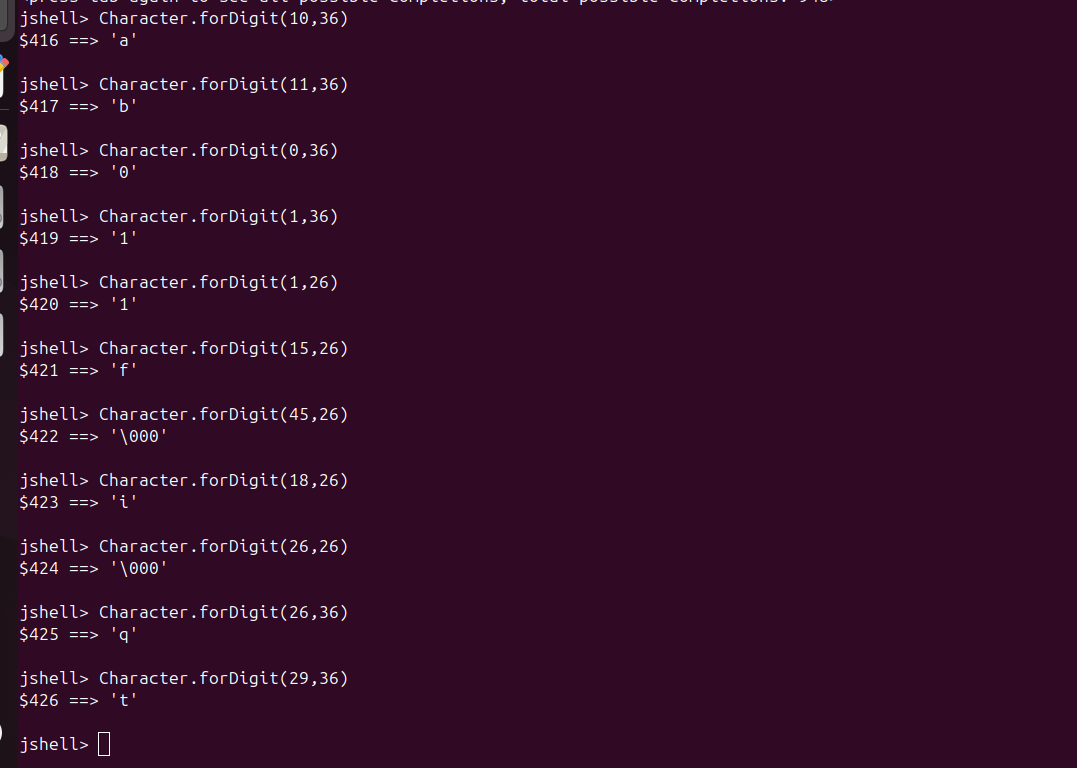 jshell> Character.forDigit(10,36)
$416 ==> 'a'
jshell> Character.forDigit(11,36)
$417 ==> 'b'
jshell> Character.forDigit(0,36)
$418 ==> '0'
jshell> Character.forDigit(1,36)
$419 ==> '1'
jshell> Character.forDigit(1,26)
$420 ==> '1'
jshell> Character.forDigit(15,26)
$421 ==> 'f'
jshell> Character.forDigit(45,26)
$422 ==> '\000'
jshell> Character.forDigit(18,26)
$423 ==> 'i'
jshell> Character.forDigit(26,26)
$424 ==> '\000'
jshell> Character.forDigit(26,36)
$425 ==> 'q'
jshell> Character.forDigit(29,36)
$426 ==> 't'
jshell>